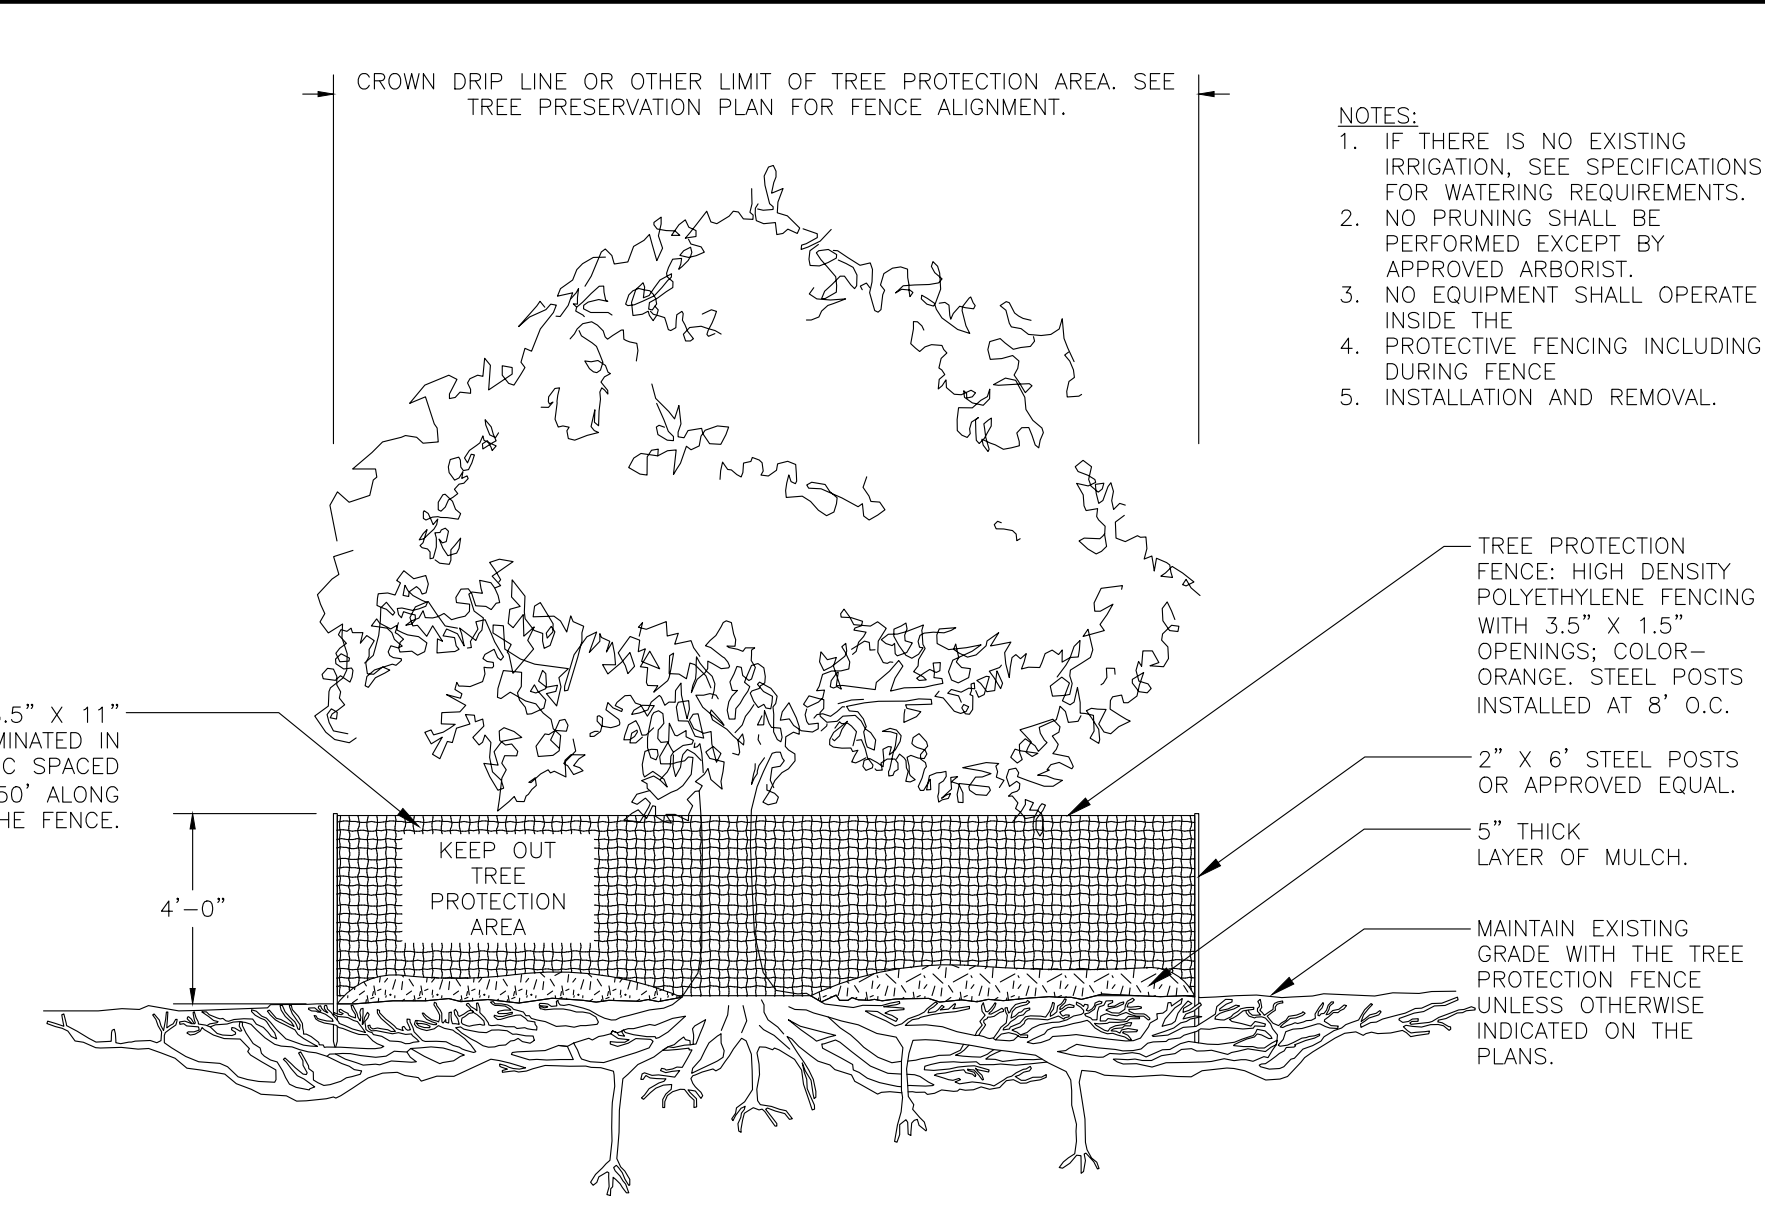 CROWN DRIP LINE OR OTHER LIMIT OF TREE PROTECTION AREA. SEE
TREE PRESERVATION PLAN FOR FENCE ALIGNMENT.
NOTES:
1. IF THERE IS NO EXISTING
IRRIGATION, SEE SPECIFICATIONS
FOR WATERING REQUIREMENTS.
2. NO PRUNING SHALL BE
PERFORMED EXCEPT BY
APPROVED ARBORIST.
3. NO EQUIPMENT SHALL OPERATE
INSIDE THE
4. PROTECTIVE FENCING INCLUDING
DURING FENCE
5. INSTALLATION AND REMOVAL.
TREE PROTECTION
FENCE: HIGH DENSITY
POLYETHYLENE FENCING
WITH 3.5" X 1.5"
OPENINGS; COLOR-
ORANGE. STEEL POSTS
INSTALLED AT 8' O.C.
2" X 6' STEEL POSTS
OR APPROVED EQUAL.
5" THICK
LAYER OF MULCH.
MAINTAIN EXISTING
GRADE WITH THE TREE
PROTECTION FENCE
UNLESS OTHERWISE
INDICATED ON THE
PLANS.
X 11"
SPACED
50' ALONG
FENCE.
4'-0"
KEEP OUT
TREE
PROTECTION
AREA